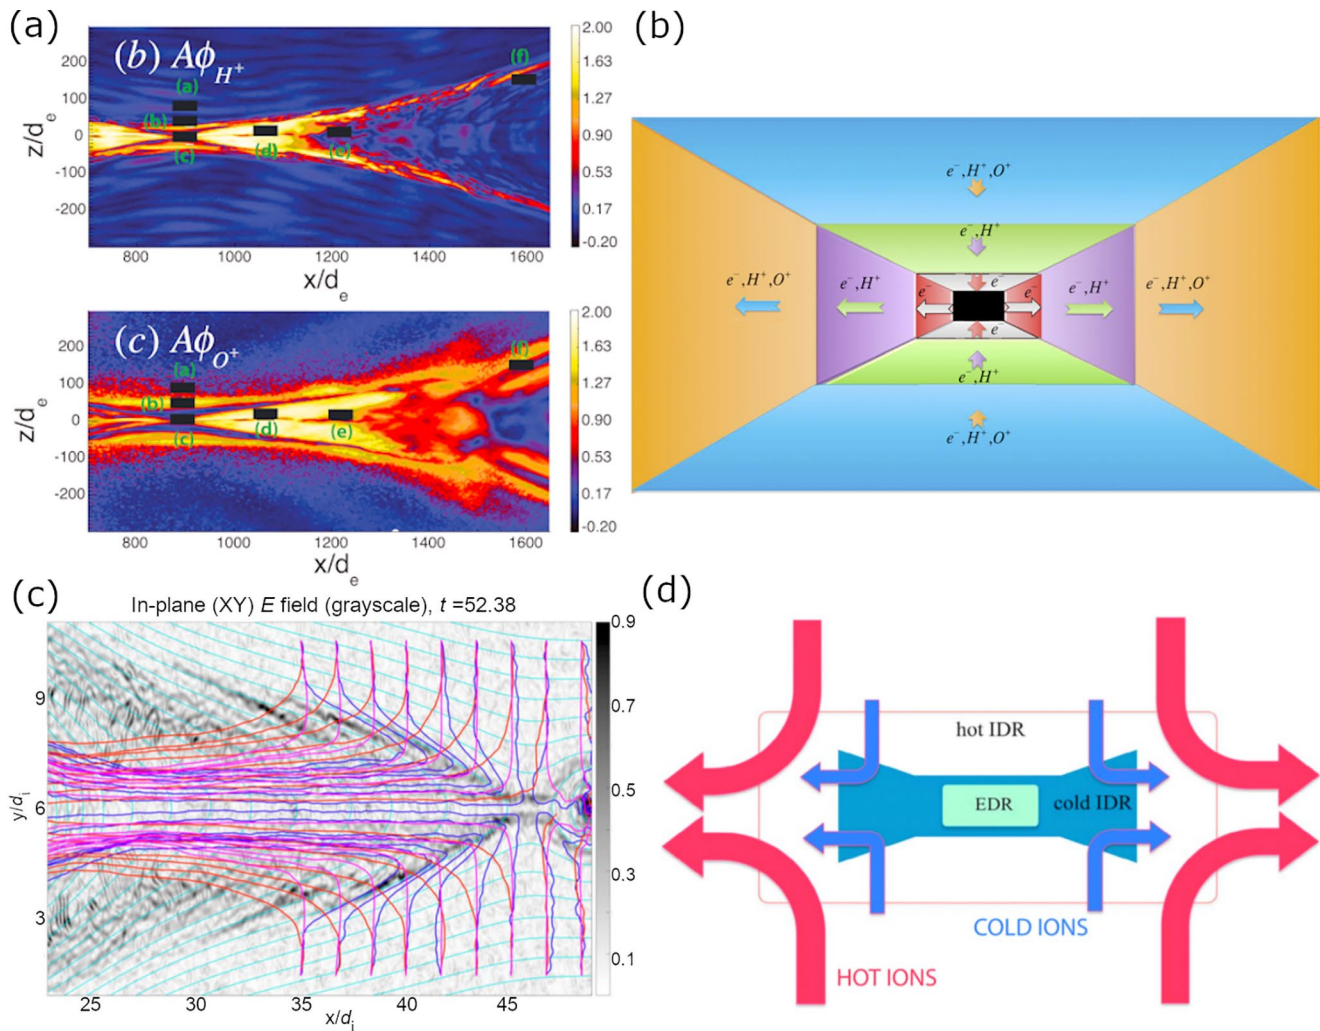 (a)
(b) Aϕ_H+
z/d_e
200
100
0
-100
-200
(a)
(b)
(c)
(d)
(e)
(f)
2.00
1.63
1.27
0.90
0.53
0.17
-0.20
800
1000
1200
1400
1600
x/d_e
(c) Aϕ_O+
z/d_e
200
100
0
-100
-200
(a)
(b)
(c)
(d)
(e)
(f)
2.00
1.63
1.27
0.90
0.53
0.17
-0.20
800
1000
1200
1400
1600
x/d_e
(b)
e⁻,H⁺,O⁺
e⁻,H⁺
e⁻
e⁻,H⁺,O⁺
e⁻,H⁺
e⁻
e⁻
e⁻,H⁺
e⁻,H⁺,O⁺
e⁻
e⁻,H⁺
e⁻,H⁺,O⁺
(c)
In-plane (XY) E field (grayscale), t =52.38
y/d_i
9
6
3
25
30
35
40
45
x/d_i
0.9
0.7
0.5
0.3
0.1
(d)
hot IDR
EDR
cold IDR
COLD IONS
HOT IONS